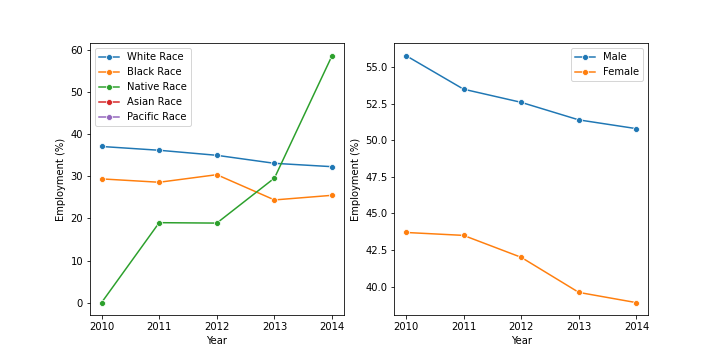 60
50
40
30
20
10
0
Employment (%)
White Race
Black Race
Native Race
Asian Race
Pacific Race
2010 2011 2012 2013 2014
Year
55.0
52.5
50.0
47.5
45.0
42.5
40.0
Employment (%)
Male
Female
2010 2011 2012 2013 2014
Year